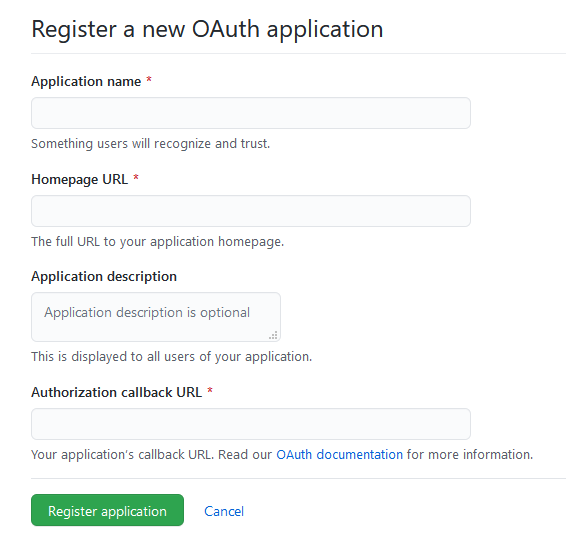 Register a new OAuth application
Application name *
Something users will recognize and trust.
Homepage URL *
The full URL to your application homepage.
Application description
Application description is optional
This is displayed to all users of your application.
Authorization callback URL *
Your application's callback URL. Read our OAuth documentation for more information.
Register application Cancel